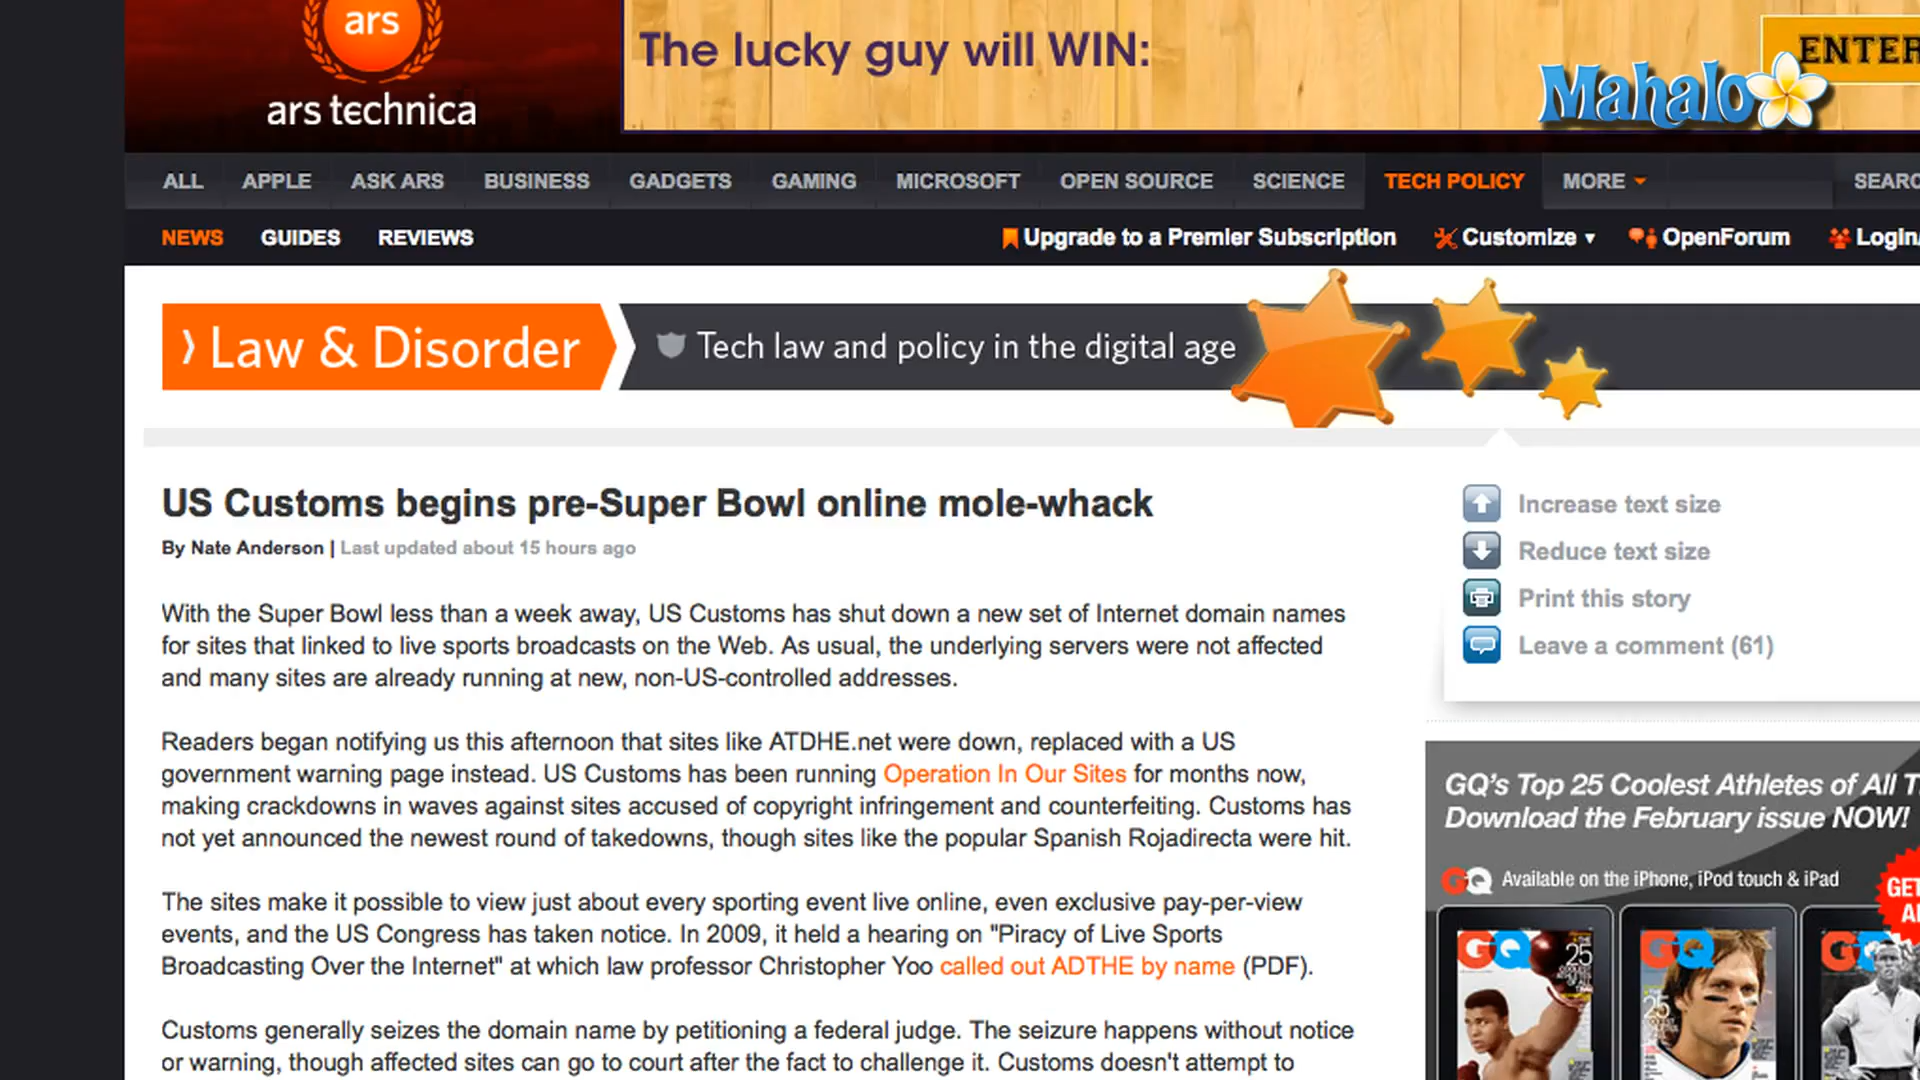 ars
ars technica
The lucky guy will WIN:
ENTER
Mahalo
ALL APPLE ASK ARS BUSINESS GADGETS GAMING MICROSOFT OPEN SOURCE SCIENCE TECH POLICY MORE
NEWS GUIDES REVIEWS Upgrade to a Premier Subscription Customize OpenForum Login/
Law & Disorder Tech law and policy in the digital age
US Customs begins pre-Super Bowl online mole-whack
By Nate Anderson | Last updated about 15 hours ago
With the Super Bowl less than a week away, US Customs has shut down a new set of Internet domain names
for sites that linked to live sports broadcasts on the Web. As usual, the underlying servers were not affected
and many sites are already running at new, non-US-controlled addresses.
Readers began notifying us this afternoon that sites like ATDHE.net were down, replaced with a US
government warning page instead. US Customs has been running Operation In Our Sites for months now,
making crackdowns in waves against sites accused of copyright infringement and counterfeiting. Customs has
not yet announced the newest round of takedowns, though sites like the popular Spanish Rojadirecta were hit.
The sites make it possible to view just about every sporting event live online, even exclusive pay-per-view
events, and the US Congress has taken notice. In 2009, it held a hearing on "Piracy of Live Sports
Broadcasting Over the Internet" at which law professor Christopher Yoo called out ADTHE by name (PDF).
Customs generally seizes the domain name by petitioning a federal judge. The seizure happens without notice
or warning, though affected sites can go to court after the fact to challenge it. Customs doesn't attempt to
Increase text size
Reduce text size
Print this story
Leave a comment (61)
GQ's Top 25 Coolest Athletes of All T
Download the February issue NOW!
GQ Available on the iPhone, iPod touch & iPad
GET
GQ
25
GQ
25